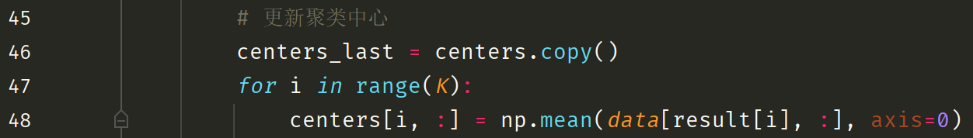 45 # 更新聚类中心
46 centers_last = centers.copy()
47 for i in range(K):
48 centers[i, :] = np.mean(data[result[i], :], axis=0)